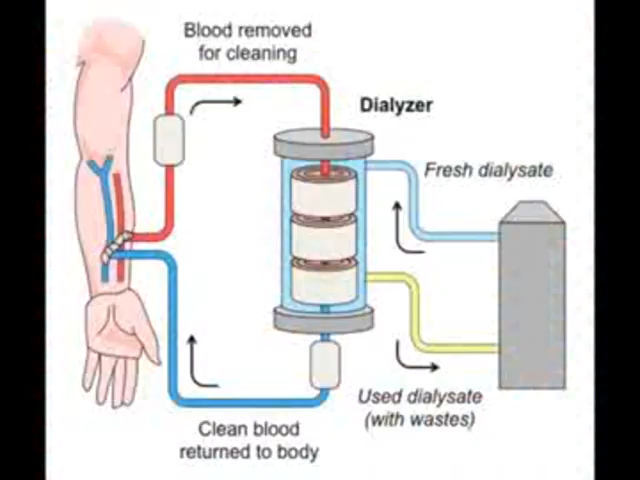 Blood removed
for cleaning
Dialyzer
Fresh dialysate
Used dialysate
(with wastes)
Clean blood
returned to body